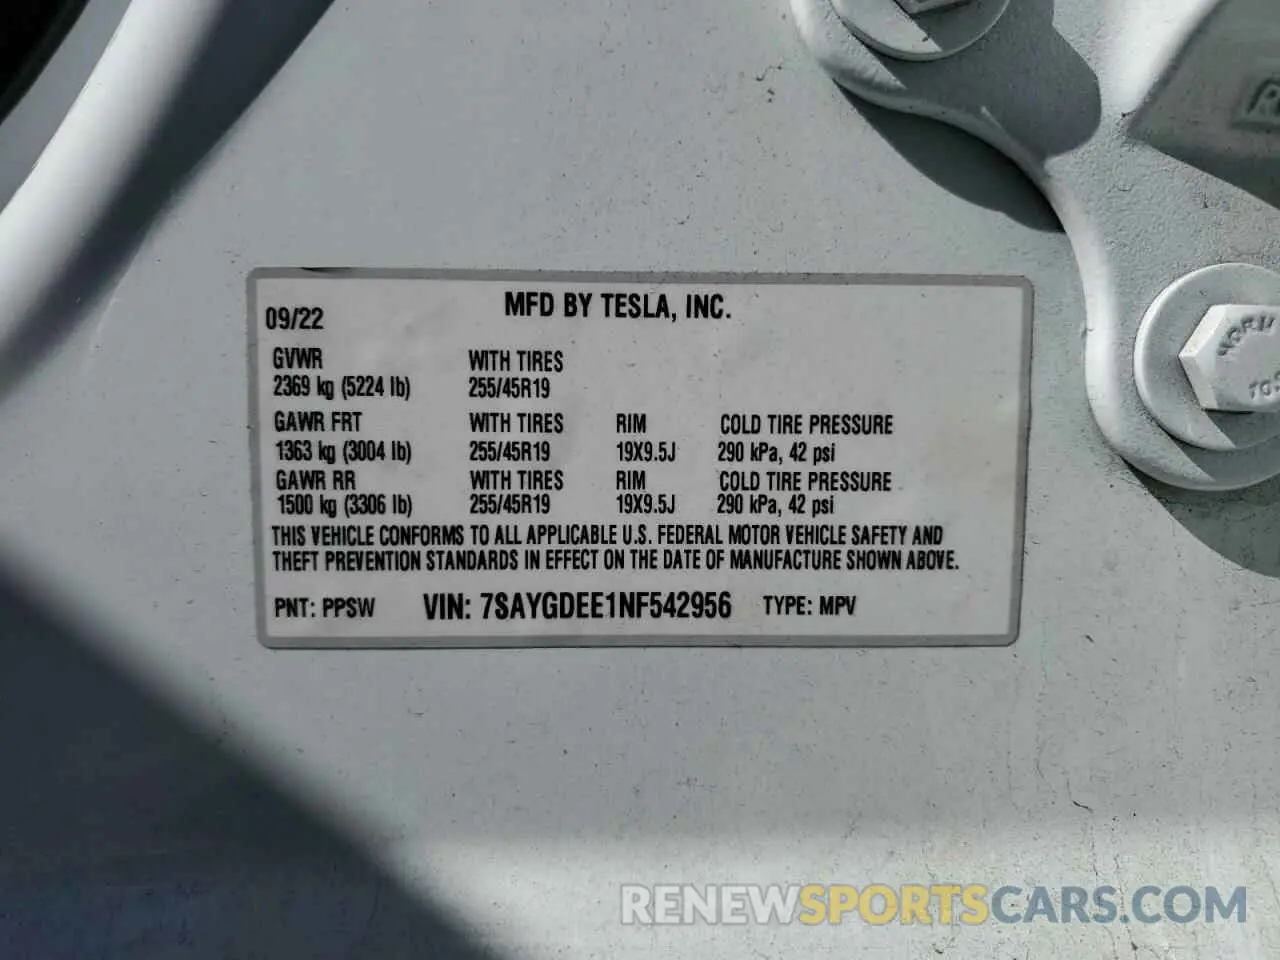 MFD BY TESLA, INC.
09/22
GVWR WITH TIRES
2369 kg (5224 lb) 255/45R19
GAWR FRT WITH TIRES RIM COLD TIRE PRESSURE
1363 kg (3004 lb) 255/45R19 19X9.5J 290 kPa, 42 psi
GAWR RR WITH TIRES RIM COLD TIRE PRESSURE
1500 kg (3306 lb) 255/45R19 19X9.5J 290 kPa, 42 psi
THIS VEHICLE CONFORMS TO ALL APPLICABLE U.S. FEDERAL MOTOR VEHICLE SAFETY AND
THEFT PREVENTION STANDARDS IN EFFECT ON THE DATE OF MANUFACTURE SHOWN ABOVE.
PNT: PPSW VIN: 7SAYGDEE1NF542956 TYPE: MPV
RENEWSPORTSCARS.COM